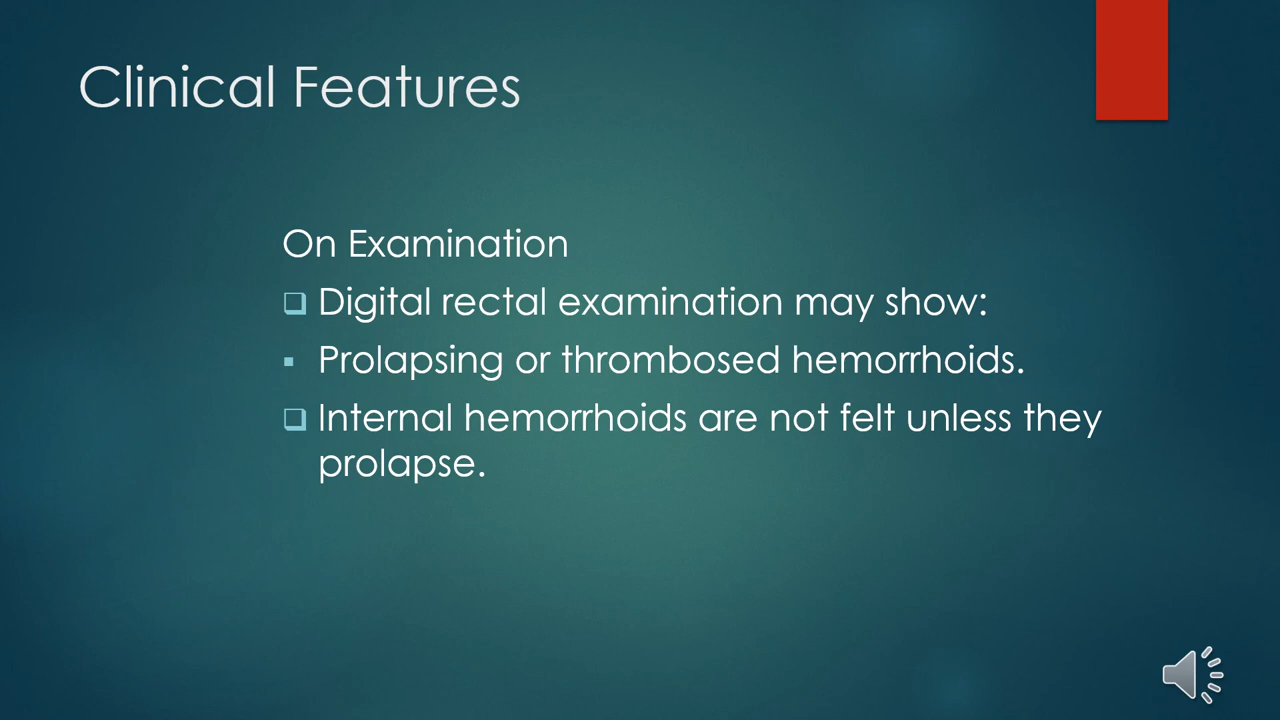 Clinical Features
On Examination
❑ Digital rectal examination may show:
▪ Prolapsing or thrombosed hemorrhoids.
❑ Internal hemorrhoids are not felt unless they
prolapse.